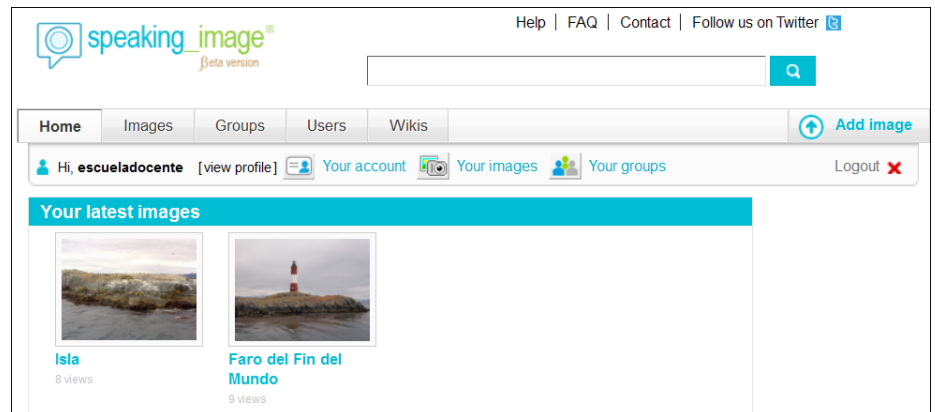 Help | FAQ | Contact | Follow us on Twitter
speaking_image®
βeta version
Home Images Groups Users Wikis Add image
Hi, escueladocente [view profile] Your account Your images Your groups Logout
Your latest images
Isla
8 views
Faro del Fin del
Mundo
9 views